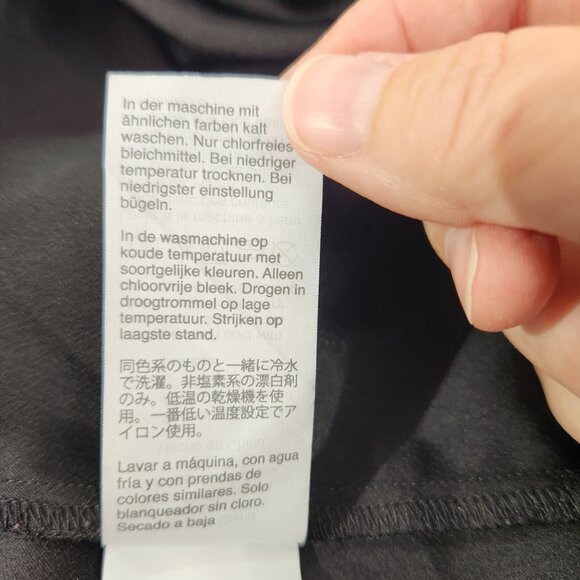 In der maschine mit
ähnlichen farben kalt
waschen. Nur chlorfreies
bleichmittel. Bei niedriger
temperatur trocknen. Bei
niedrigster einstellung
bügeln.
In de wasmachine op
koude temperatuur met
soortgelijke kleuren. Alleen
chloorvrije bleek. Drogen in
droogtrommel op lage
temperatuur. Strijken op
laagste stand.
同色系のものと一緒に冷水
で洗濯。非塩素系の漂白剤
のみ。低温の乾燥機を使
用。一番低い温度設定でア
イロン使用。
Lavar a máquina, con agua
fría y con prendas de
colores similares. Solo
blanqueador sin cloro.
Secado a baja